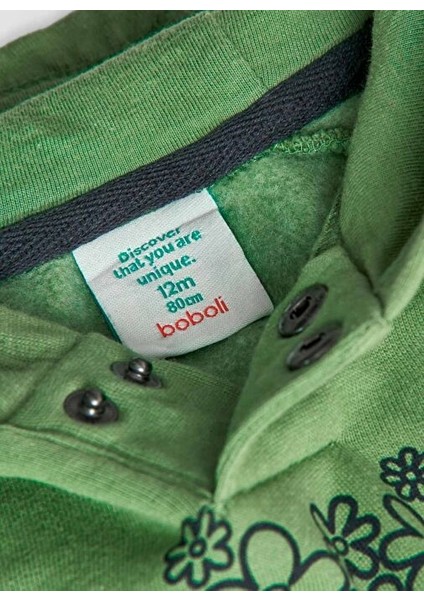 Discover
that you are
unique.
12m
80cm
boboli